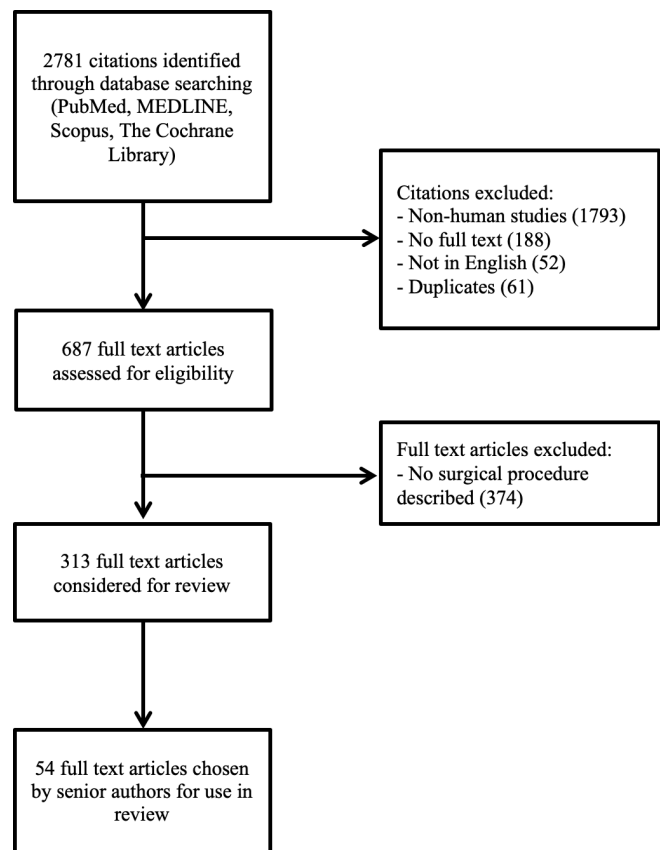 2781 citations identified
through database searching
(PubMed, MEDLINE,
Scopus, The Cochrane
Library)
Citations excluded:
- Non-human studies (1793)
- No full text (188)
- Not in English (52)
- Duplicates (61)
687 full text articles
assessed for eligibility
Full text articles excluded:
- No surgical procedure
described (374)
313 full text articles
considered for review
54 full text articles chosen
by senior authors for use in
review